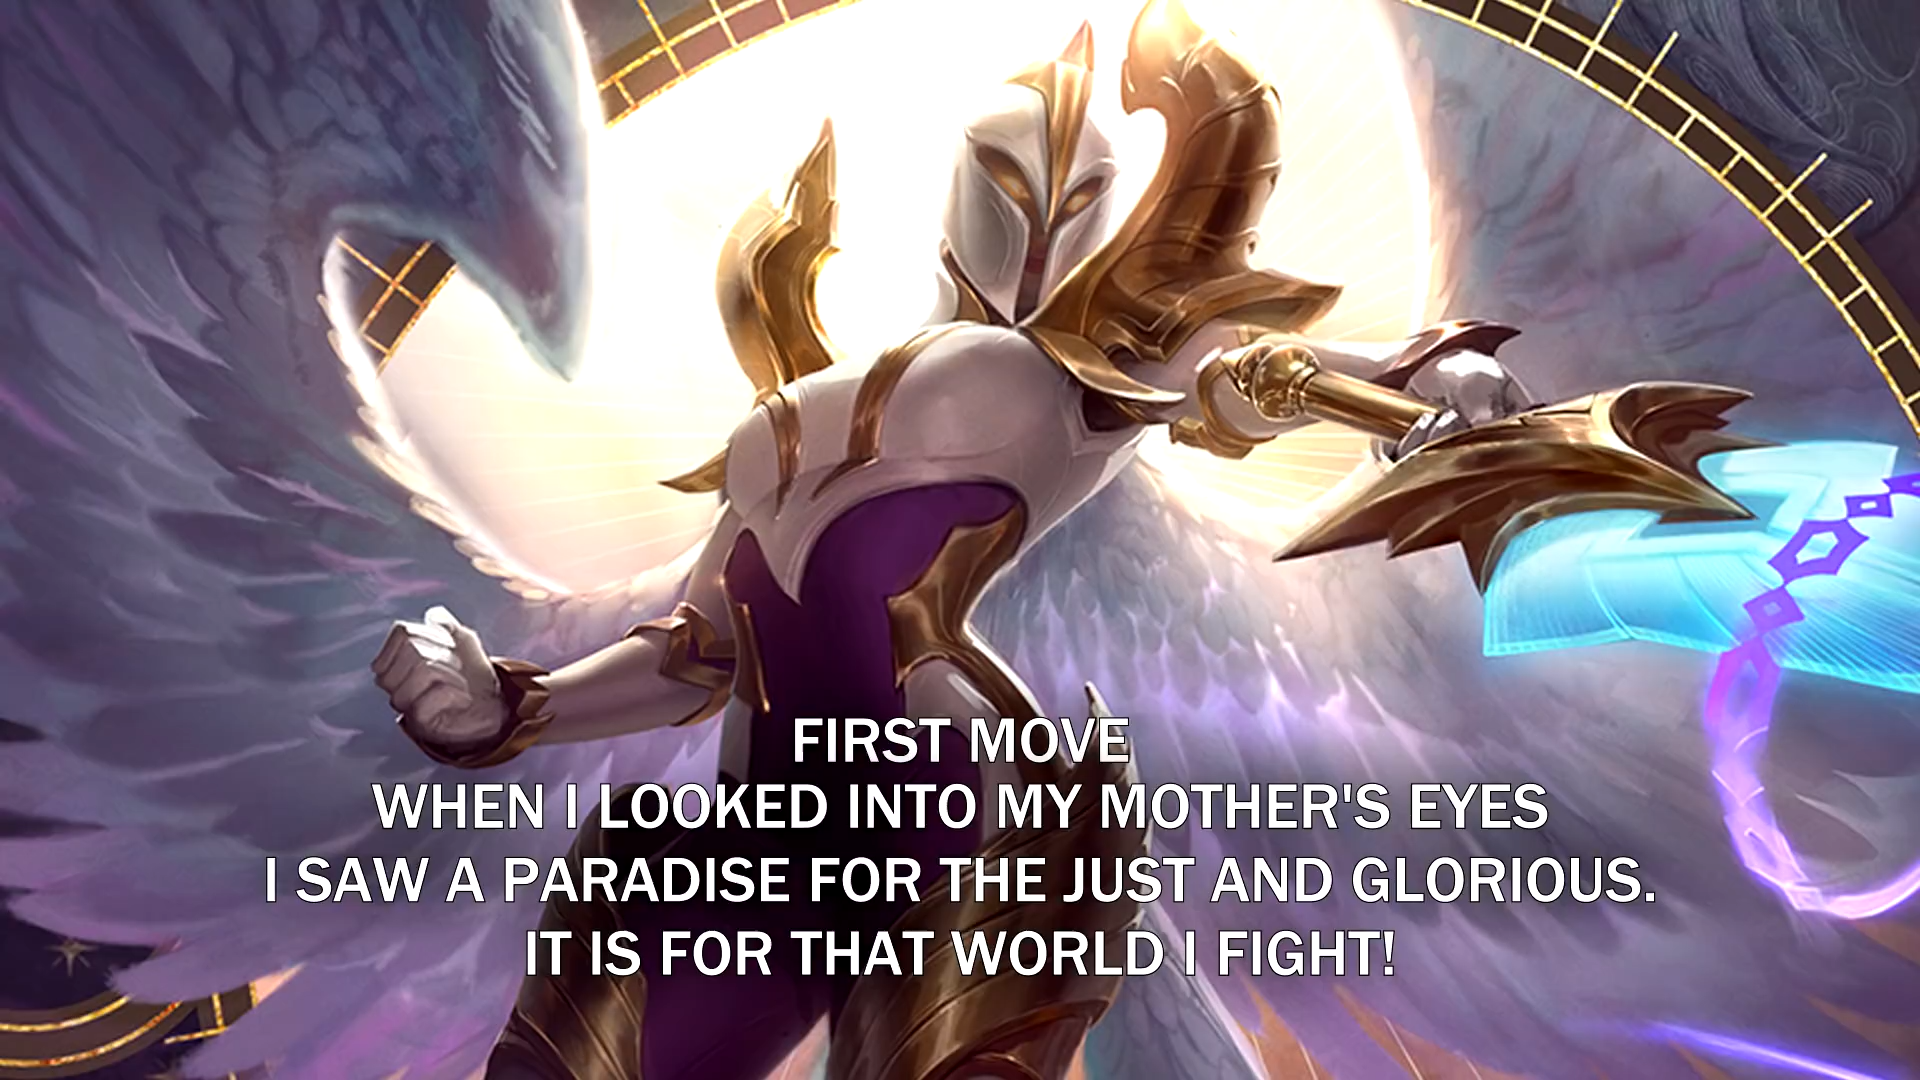 FIRST MOVE
WHEN I LOOKED INTO MY MOTHER'S EYES
I SAW A PARADISE FOR THE JUST AND GLORIOUS.
IT IS FOR THAT WORLD I FIGHT!